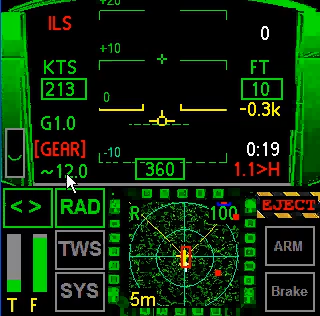 +20
ILS
0
+10
KTS
FT
213
10
0
-0.3k
G1.0
[GEAR]
0:19
-10
360
~12.0
1.1>H
< >
RAD
R
100
EJECT
TWS
ARM
SYS
Brake
T F
5m